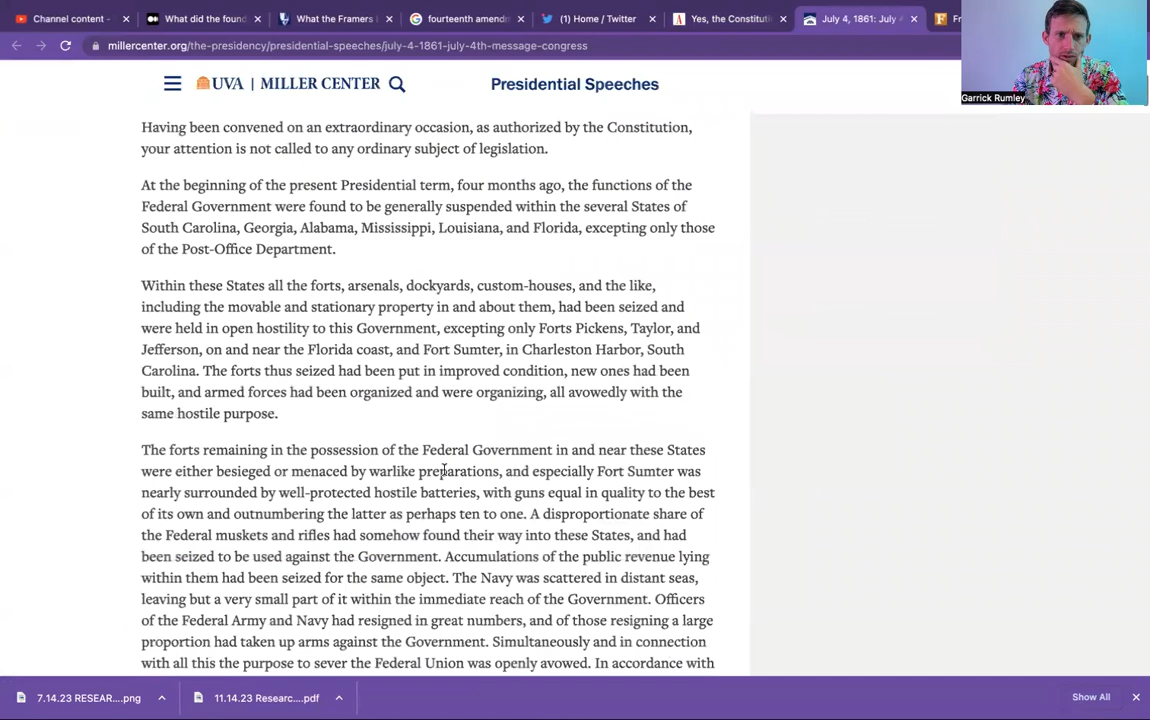 Channel content -
What did the found
What the Framers
fourteenth amendm
(1) Home / Twitter
Yes, the Constituti
July 4, 1861: July
millercenter.org/the-presidency/presidential-speeches/july-4-1861-july-4th-message-congress
Garrick Rumley
UVA | MILLER CENTER
Presidential Speeches
Having been convened on an extraordinary occasion, as authorized by the Constitution,
your attention is not called to any ordinary subject of legislation.
At the beginning of the present Presidential term, four months ago, the functions of the
Federal Government were found to be generally suspended within the several States of
South Carolina, Georgia, Alabama, Mississippi, Louisiana, and Florida, excepting only those
of the Post-Office Department.
Within these States all the forts, arsenals, dockyards, custom-houses, and the like,
including the movable and stationary property in and about them, had been seized and
were held in open hostility to this Government, excepting only Forts Pickens, Taylor, and
Jefferson, on and near the Florida coast, and Fort Sumter, in Charleston Harbor, South
Carolina. The forts thus seized had been put in improved condition, new ones had been
built, and armed forces had been organized and were organizing, all avowedly with the
same hostile purpose.
The forts remaining in the possession of the Federal Government in and near these States
were either besieged or menaced by warlike preparations, and especially Fort Sumter was
nearly surrounded by well-protected hostile batteries, with guns equal in quality to the best
of its own and outnumbering the latter as perhaps ten to one. A disproportionate share of
the Federal muskets and rifles had somehow found their way into these States, and had
been seized to be used against the Government. Accumulations of the public revenue lying
within them had been seized for the same object. The Navy was scattered in distant seas,
leaving but a very small part of it within the immediate reach of the Government. Officers
of the Federal Army and Navy had resigned in great numbers, and of those resigning a large
proportion had taken up arms against the Government. Simultaneously and in connection
with all this the purpose to sever the Federal Union was openly avowed. In accordance with
7.14.23 RESEAR....png
11.14.23 Researc....pdf
Show All